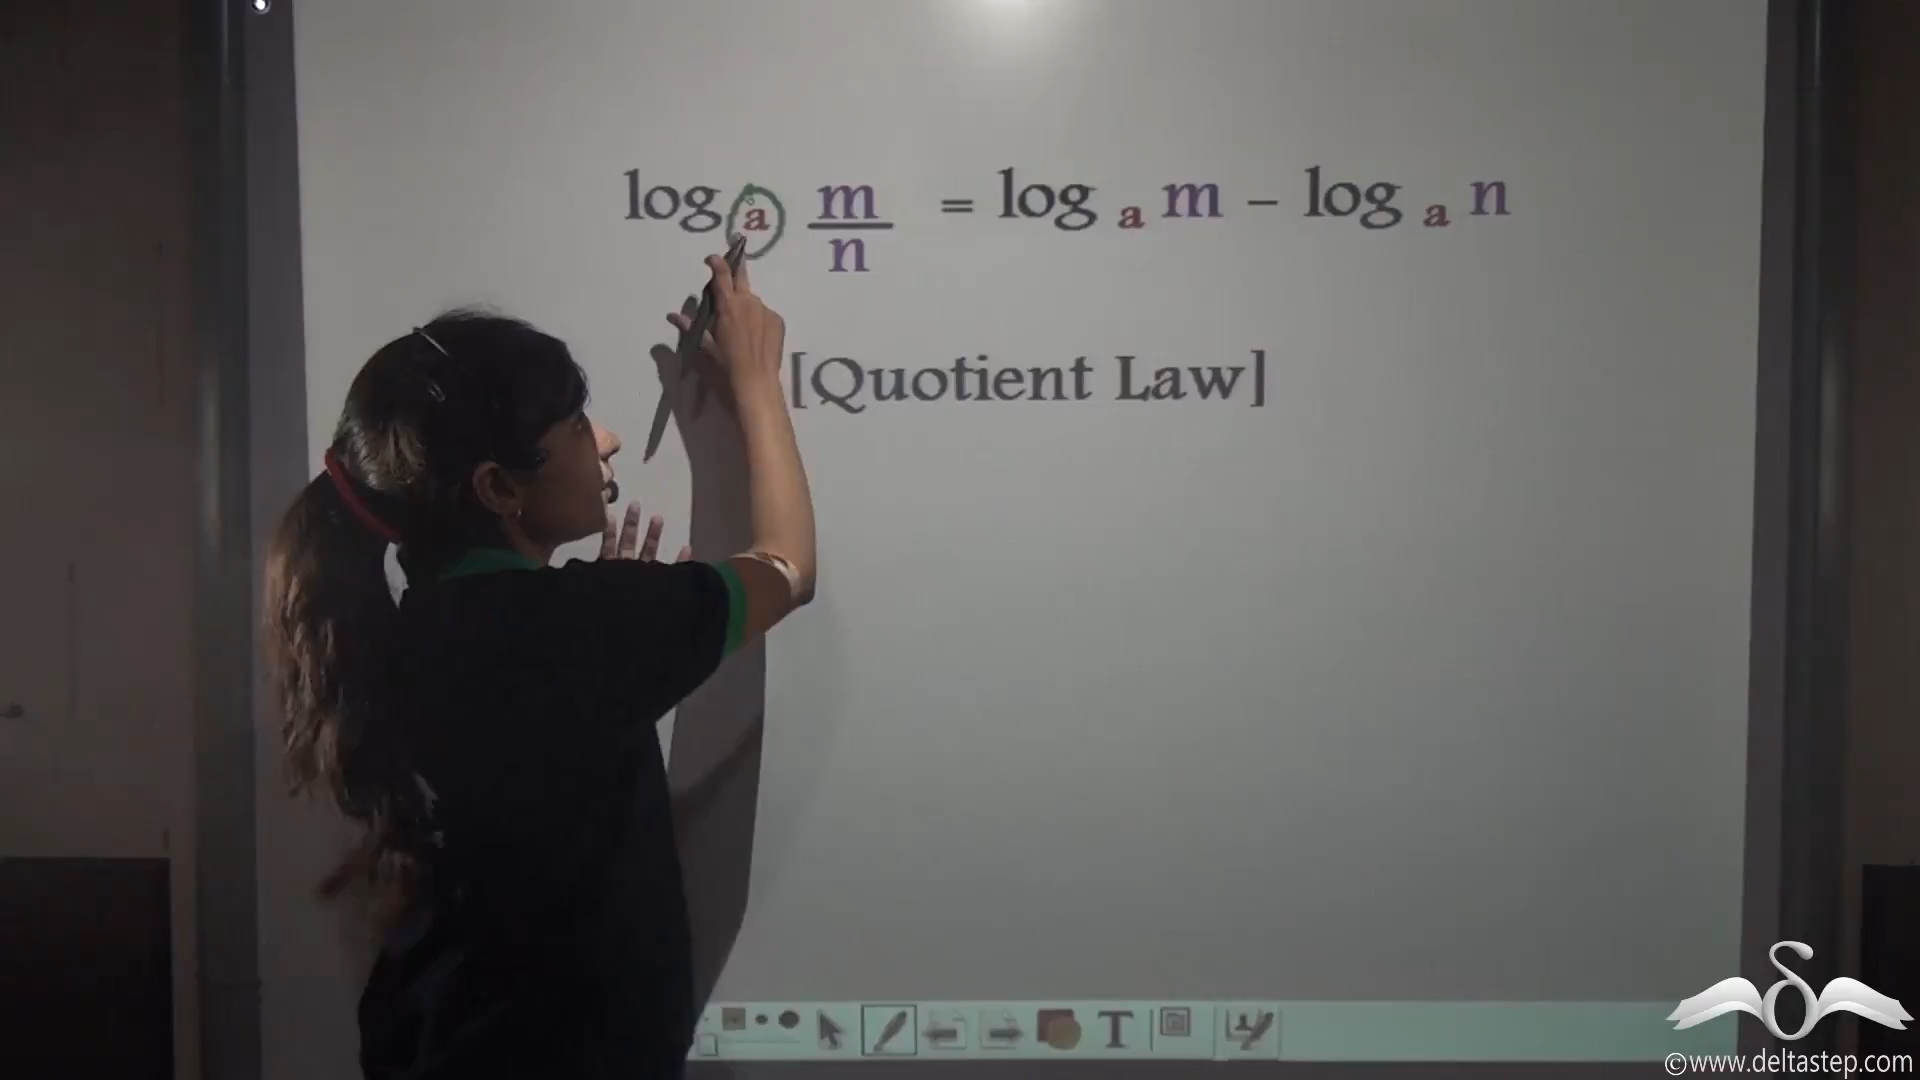 log a m/n = log a m – log a n
[Quotient Law]
T
©www.deltastep.com